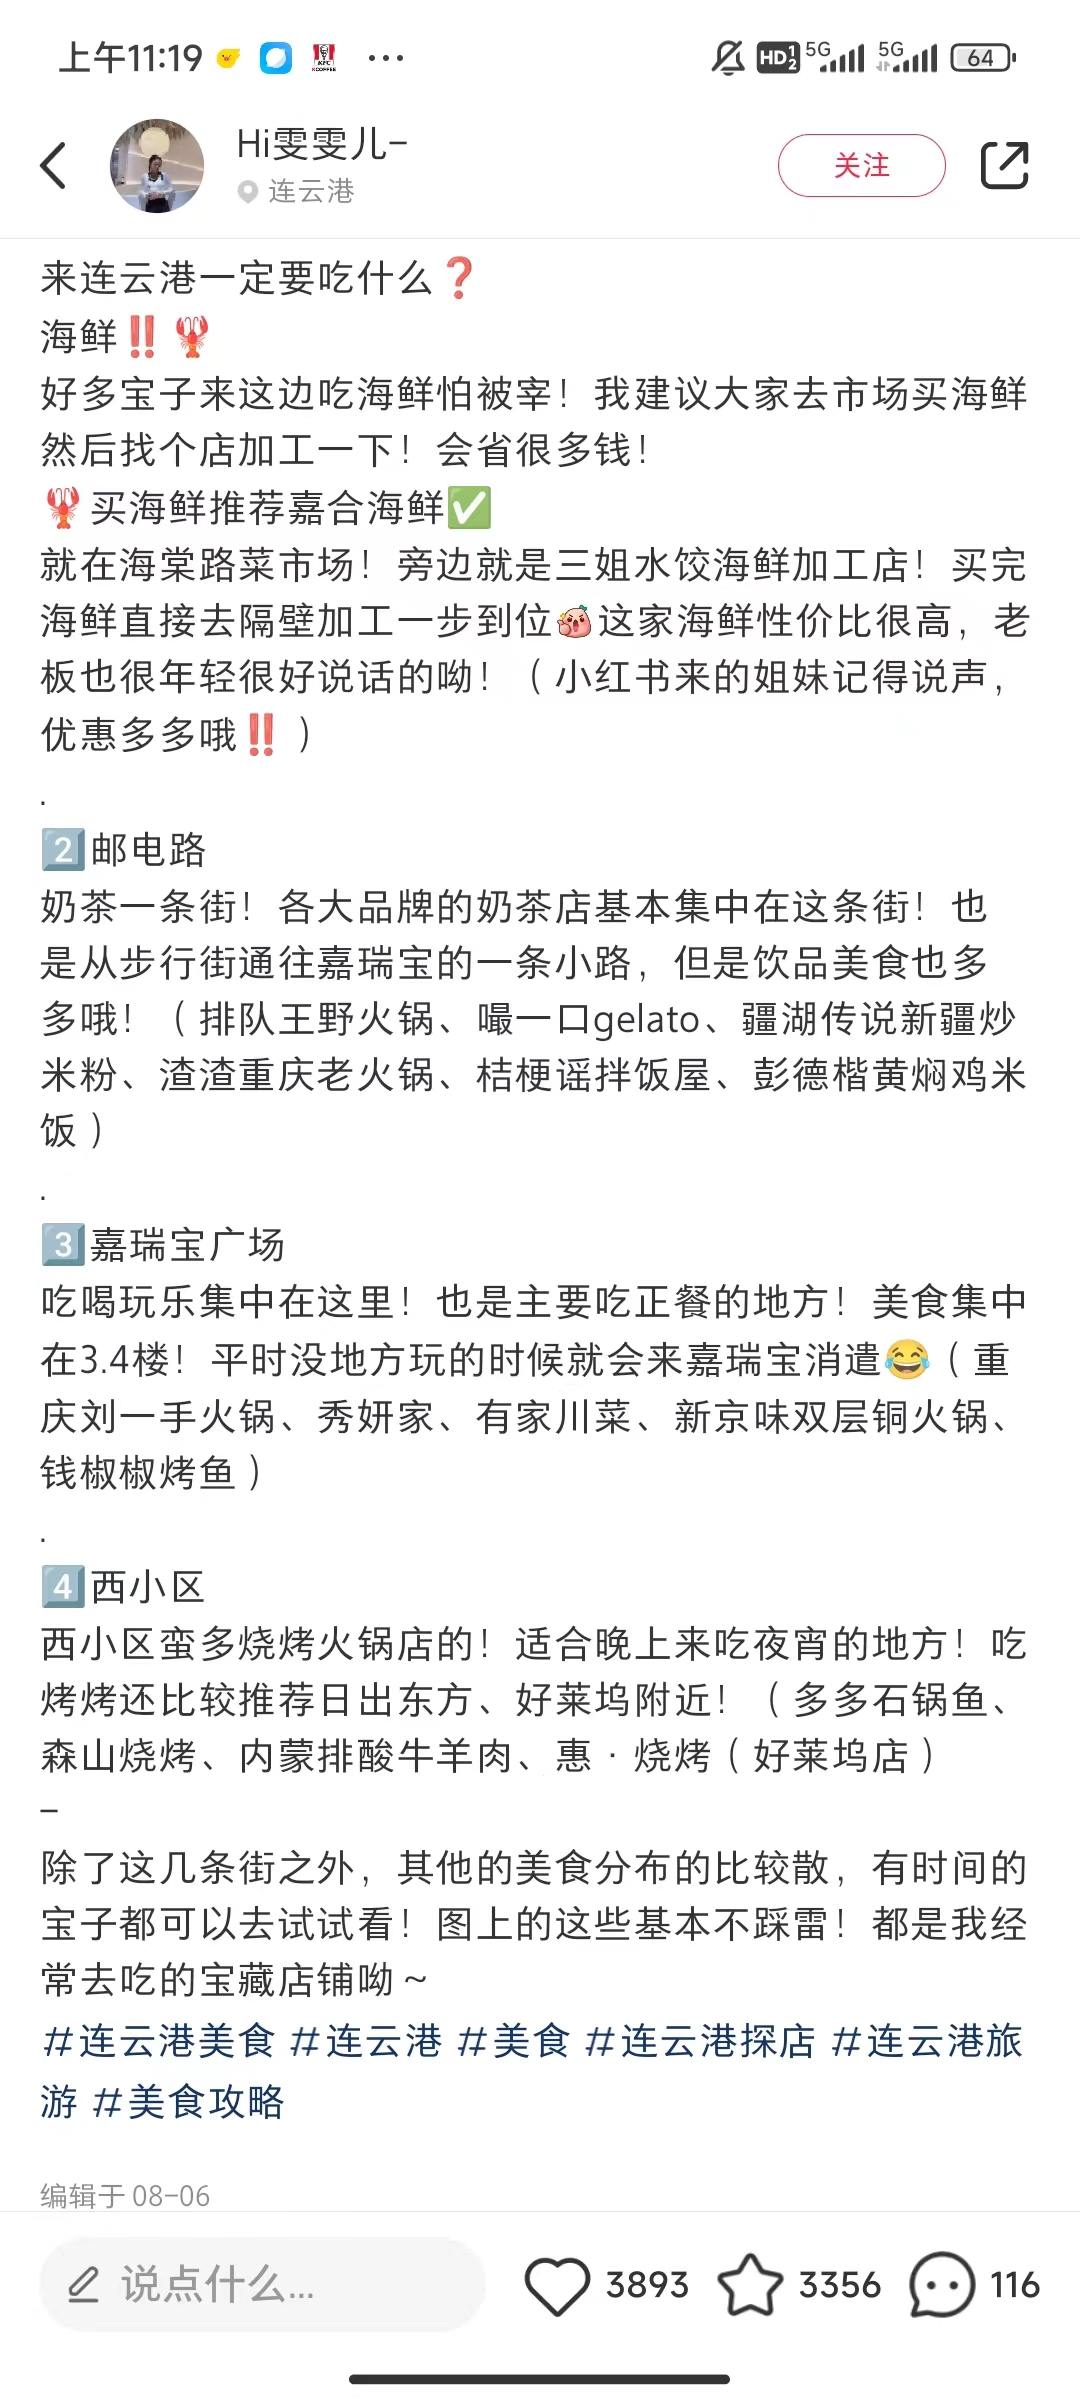 上午11:19
KFC
KCOFFEE
HD 1 2 5G 5G 64
Hi雯雯儿-
关注
连云港
来连云港一定要吃什么❓
海鲜‼️🦞
好多宝子来这边吃海鲜怕被宰！我建议大家去市场买海鲜
然后找个店加工一下！会省很多钱！
🦞买海鲜推荐嘉合海鲜✅
就在海棠路菜市场！旁边就是三姐水饺海鲜加工店！买完
海鲜直接去隔壁加工一步到位这家海鲜性价比很高，老
板也很年轻很好说话的呦！（小红书来的姐妹记得说声，
优惠多多哦‼️）
.
2️⃣邮电路
奶茶一条街！各大品牌的奶茶店基本集中在这条街！也
是从步行街通往嘉瑞宝的一条小路，但是饮品美食也多
多哦！（排队王野火锅、嘬一口gelato、疆湖传说新疆炒
米粉、渣渣重庆老火锅、桔梗谣拌饭屋、彭德楷黄焖鸡米
饭）
.
3️⃣嘉瑞宝广场
吃喝玩乐集中在这里！也是主要吃正餐的地方！美食集中
在3.4楼！平时没地方玩的时候就会来嘉瑞宝消遣😂（重
庆刘一手火锅、秀妍家、有家川菜、新京味双层铜火锅、
钱椒椒烤鱼）
.
4️⃣西小区
西小区蛮多烧烤火锅店的！适合晚上来吃夜宵的地方！吃
烤烤还比较推荐日出东方、好莱坞附近！（多多石锅鱼、
森山烧烤、内蒙排酸牛羊肉、惠·烧烤（好莱坞店）
–
除了这几条街之外，其他的美食分布的比较散，有时间的
宝子都可以去试试看！图上的这些基本不踩雷！都是我经
常去吃的宝藏店铺呦～
#连云港美食 #连云港 #美食 #连云港探店 #连云港旅
游 #美食攻略
编辑于 08-06
说点什么... 3893 3356 116